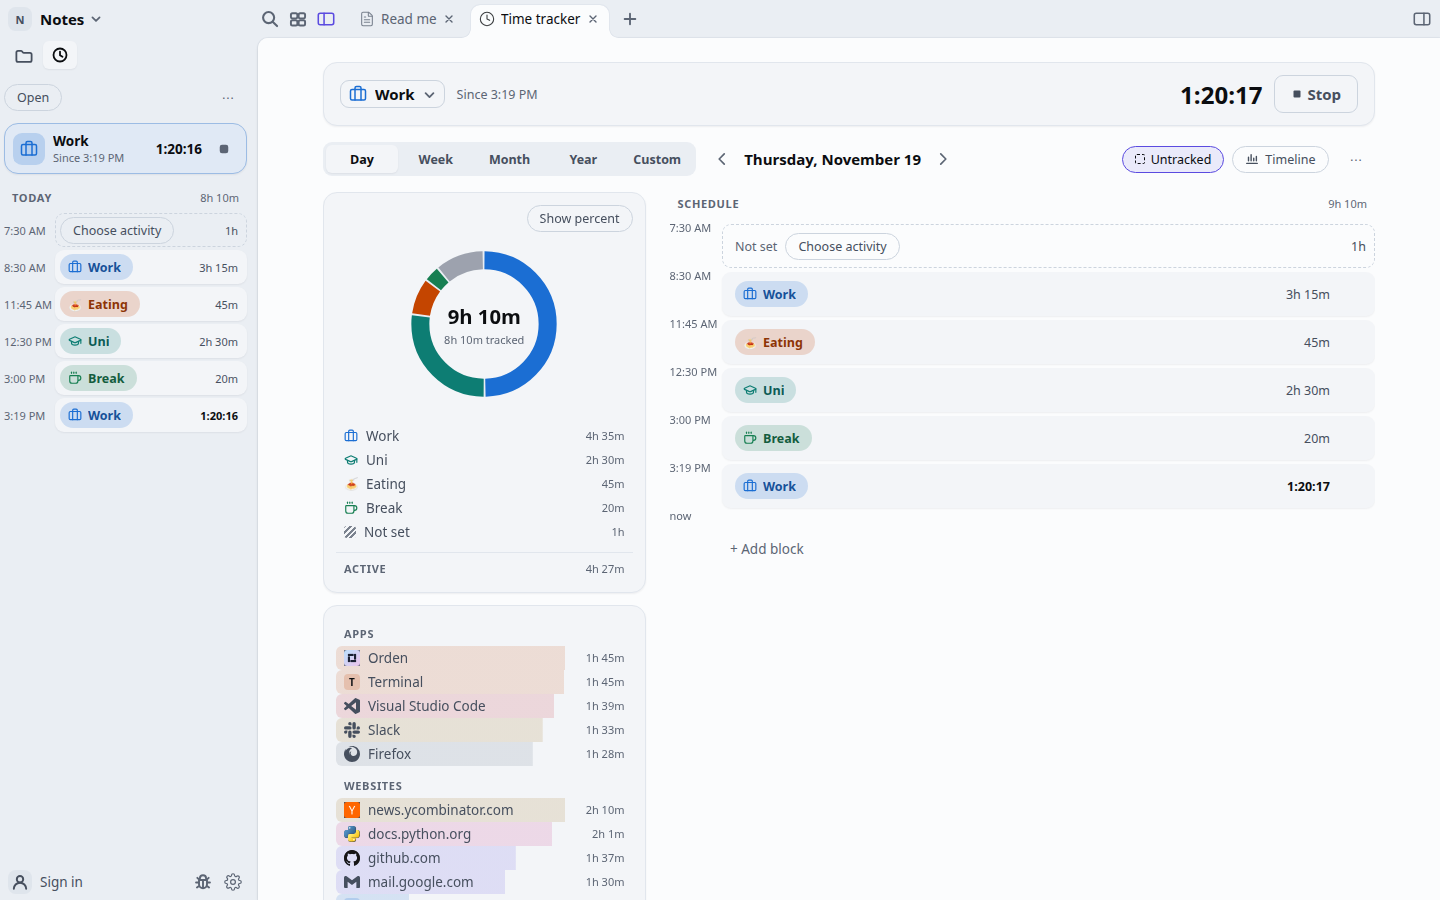 N Notes
Read me
Time tracker
Open
...
Work
Since 3:19 PM
1:20:16
TODAY 8h 10m
7:30 AM Choose activity 1h
8:30 AM Work 3h 15m
11:45 AM Eating 45m
12:30 PM Uni 2h 30m
3:00 PM Break 20m
3:19 PM Work 1:20:16
Sign in
Work Since 3:19 PM 1:20:17 Stop
Day Week Month Year Custom
Thursday, November 19
Untracked Timeline ...
Show percent
9h 10m
8h 10m tracked
Work 4h 35m
Uni 2h 30m
Eating 45m
Break 20m
Not set 1h
ACTIVE 4h 27m
APPS
Orden 1h 45m
T Terminal 1h 45m
Visual Studio Code 1h 39m
Slack 1h 33m
Firefox 1h 28m
WEBSITES
Y news.ycombinator.com 2h 10m
docs.python.org 2h 1m
github.com 1h 37m
mail.google.com 1h 30m
SCHEDULE 9h 10m
7:30 AM
Not set Choose activity 1h
8:30 AM
Work 3h 15m
11:45 AM
Eating 45m
12:30 PM
Uni 2h 30m
3:00 PM
Break 20m
3:19 PM
Work 1:20:17
now
+ Add block